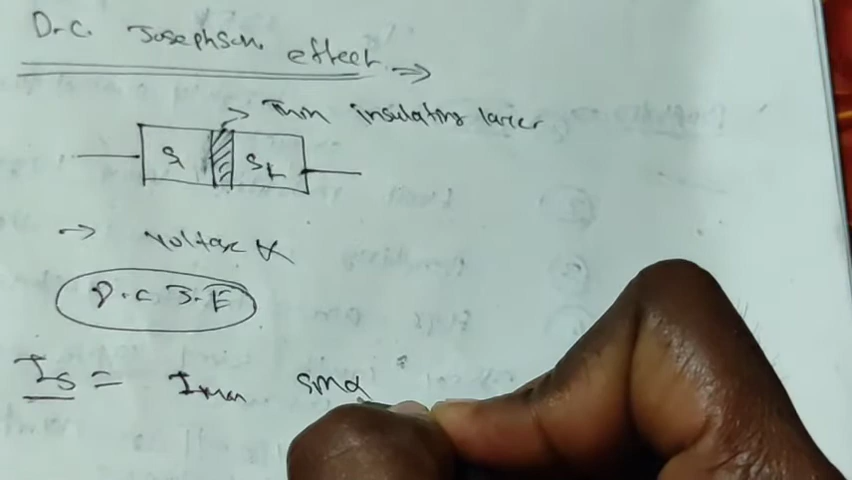 D.C. Josephson effect →
→ Thin insulating layer
S₁ S₂
→ voltage X
D.C J.E
Is = Imax sinα